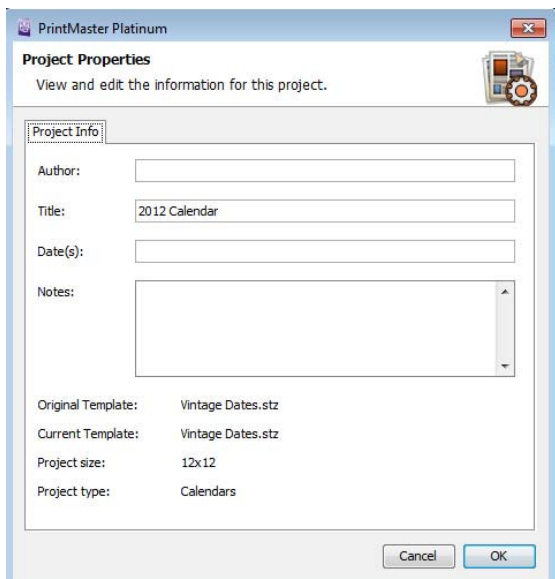 PrintMaster Platinum
Project Properties
View and edit the information for this project.
Project Info
Author:
Title: 2012 Calendar
Date(s):
Notes:
Original Template: Vintage Dates.stz
Current Template: Vintage Dates.stz
Project size: 12x12
Project type: Calendars
Cancel OK